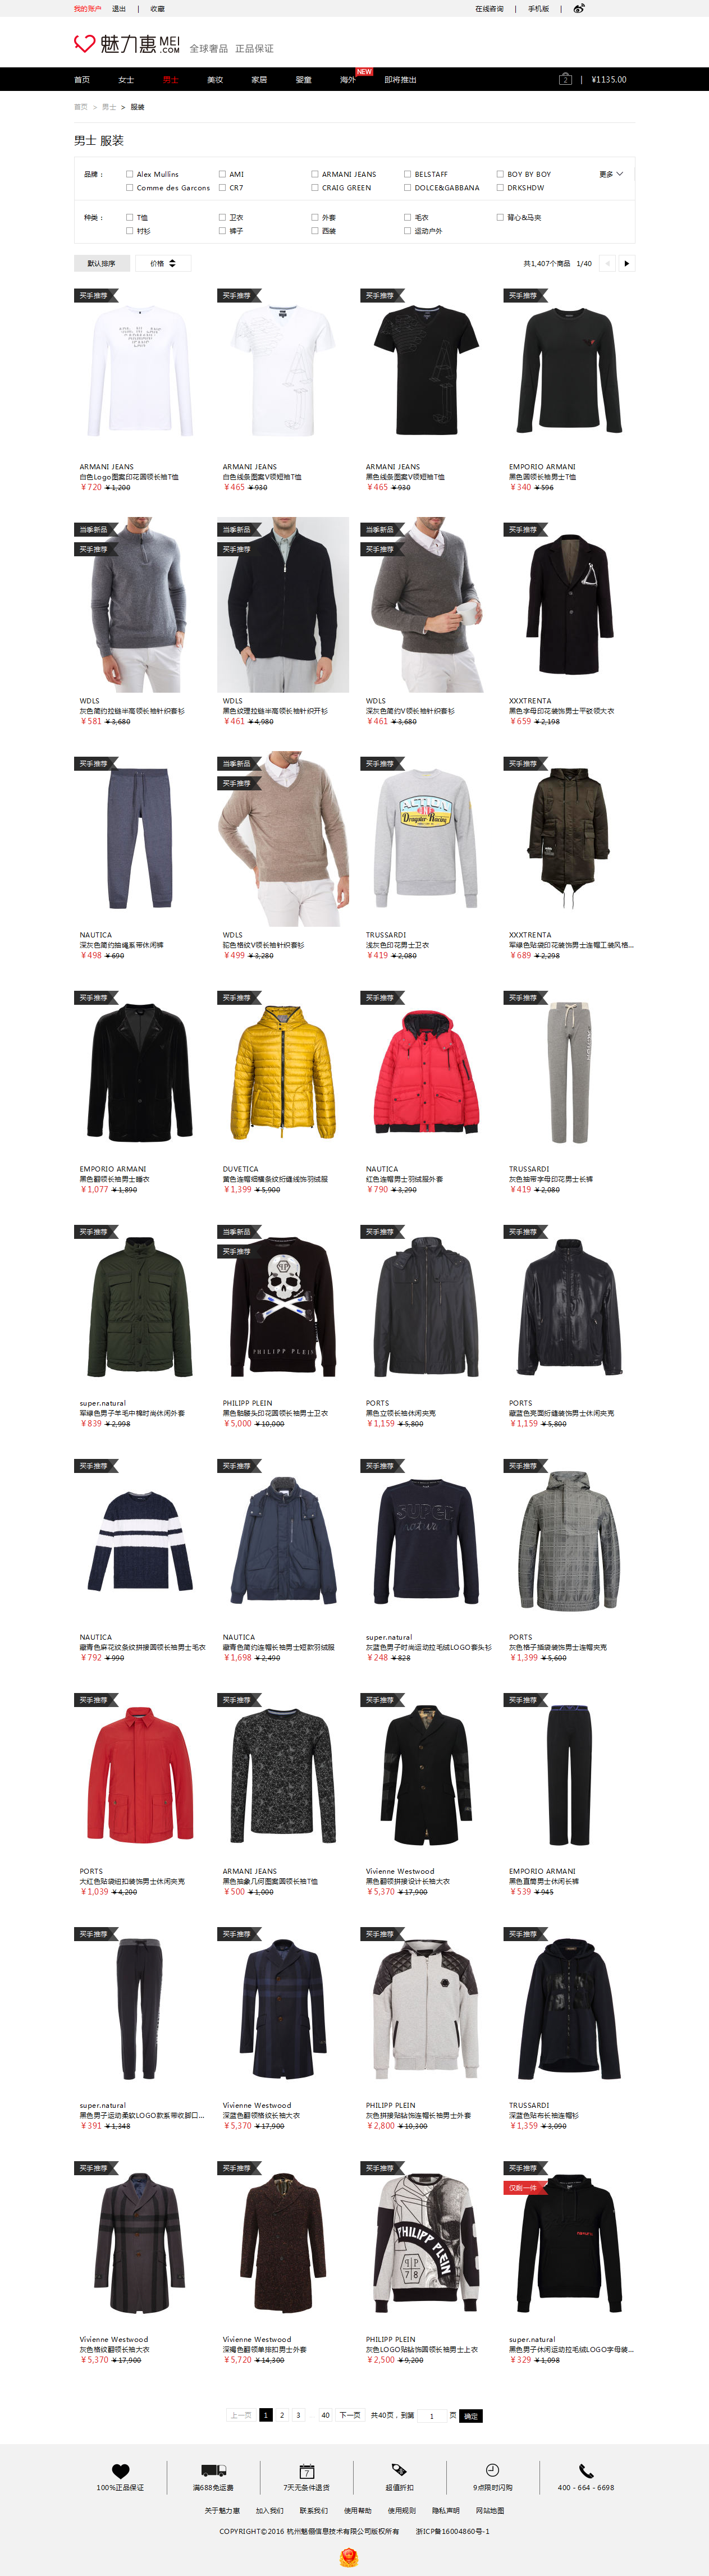 我的账户 退出 | 收藏 在线咨询 | 手机版 |
魅力惠 MEI .COM 全球奢品 正品保证
首页 女士 男士 美妆 家居 婴童 海外 NEW 即将推出 2 | ¥1135.00
首页 > 男士 > 服装
男士 服装
品牌： Alex Mullins AMI ARMANI JEANS BELSTAFF BOY BY BOY 更多
Comme des Garcons CR7 CRAIG GREEN DOLCE&GABBANA DRKSHDW
种类： T恤 卫衣 外套 毛衣 背心&马夹
衬衫 裤子 西装 运动户外
默认排序 价格 共1,407个商品 1/40
买手推荐 买手推荐 买手推荐 买手推荐
ARMANI JEANS ARMANI JEANS ARMANI JEANS EMPORIO ARMANI
白色Logo图案印花圆领长袖T恤 白色线条图案V领短袖T恤 黑色线条图案V领短袖T恤 黑色圆领长袖男士T恤
¥720 ¥1,200 ¥465 ¥930 ¥465 ¥930 ¥340 ¥596
当季新品 当季新品 当季新品 买手推荐
买手推荐 买手推荐 买手推荐
WDLS WDLS WDLS XXXTRENTA
灰色简约拉链半高领长袖针织套衫 黑色纹理拉链半高领长袖针织开衫 深灰色简约V领长袖针织套衫 黑色字母印花装饰男士平驳领大衣
¥581 ¥3,680 ¥461 ¥4,980 ¥461 ¥3,680 ¥659 ¥2,198
买手推荐 当季新品 买手推荐 买手推荐
买手推荐
ACTION
Dragster-Racing
NAUTICA WDLS TRUSSARDI XXXTRENTA
深灰色简约抽绳系带休闲裤 驼色格纹V领长袖针织套衫 浅灰色印花男士卫衣 军绿色贴袋印花装饰男士连帽工装风格...
¥498 ¥690 ¥499 ¥3,280 ¥419 ¥2,080 ¥689 ¥2,298
买手推荐 买手推荐 买手推荐 买手推荐
EMPORIO ARMANI DUVETICA NAUTICA TRUSSARDI
黑色翻领长袖男士睡衣 黄色连帽细横条纹绗缝线饰羽绒服 红色连帽男士羽绒服外套 灰色抽带字母印花男士长裤
¥1,077 ¥1,890 ¥1,399 ¥5,900 ¥790 ¥3,290 ¥419 ¥2,080
买手推荐 当季新品 买手推荐 买手推荐
买手推荐
PHILIPP PLEIN
super.natural PHILIPP PLEIN PORTS PORTS
军绿色男子羊毛中棉时尚休闲外套 黑色骷髅头印花圆领长袖男士卫衣 黑色立领长袖休闲夹克 藏蓝色亮面绗缝装饰男士休闲夹克
¥839 ¥2,998 ¥5,000 ¥10,000 ¥1,159 ¥5,800 ¥1,159 ¥5,800
买手推荐 买手推荐 买手推荐 买手推荐
SUPER
NAUTICA NAUTICA super.natural PORTS
藏青色麻花纹条纹拼接圆领长袖男士毛衣 藏青色简约连帽长袖男士短款羽绒服 灰蓝色男子时尚运动拉毛绒LOGO套头衫 灰色格子插袋装饰男士连帽夹克
¥792 ¥990 ¥1,698 ¥2,490 ¥248 ¥828 ¥1,399 ¥5,600
买手推荐 买手推荐 买手推荐 买手推荐
PORTS ARMANI JEANS Vivienne Westwood EMPORIO ARMANI
大红色贴袋纽扣装饰男士休闲夹克 黑色抽象几何图案圆领长袖T恤 黑色翻领拼接设计长袖大衣 黑色直筒男士休闲长裤
¥1,039 ¥4,200 ¥500 ¥1,000 ¥5,370 ¥17,900 ¥539 ¥945
买手推荐 买手推荐 买手推荐 买手推荐
super.natural Vivienne Westwood PHILIPP PLEIN TRUSSARDI
黑色男子运动柔软LOGO款系带收脚口... 深蓝色翻领格纹长袖大衣 灰色拼接贴钻饰连帽长袖男士外套 深蓝色贴布长袖连帽衫
¥391 ¥1,348 ¥5,370 ¥17,900 ¥2,800 ¥10,300 ¥1,359 ¥3,090
买手推荐 买手推荐 买手推荐 买手推荐
仅剩一件
PHILIPP PLEIN
PP
78
Vivienne Westwood Vivienne Westwood PHILIPP PLEIN super.natural
灰色格纹翻领长袖大衣 深褐色翻领单排扣男士外套 灰色LOGO贴钻饰圆领长袖男士上衣 黑色男子休闲运动拉毛绒LOGO字母装...
¥5,370 ¥17,900 ¥5,720 ¥14,300 ¥2,500 ¥9,200 ¥329 ¥1,098
上一页 1 2 3 ... 40 下一页 共40页，到第 1 页 确定
7
100%正品保证 满688免运费 7天无条件退货 超值折扣 9点限时闪购 400 - 664 - 6698
关于魅力惠 加入我们 联系我们 使用帮助 使用规则 隐私声明 网站地图
COPYRIGHT©2016 杭州魅俪信息技术有限公司版权所有 浙ICP备16004860号-1